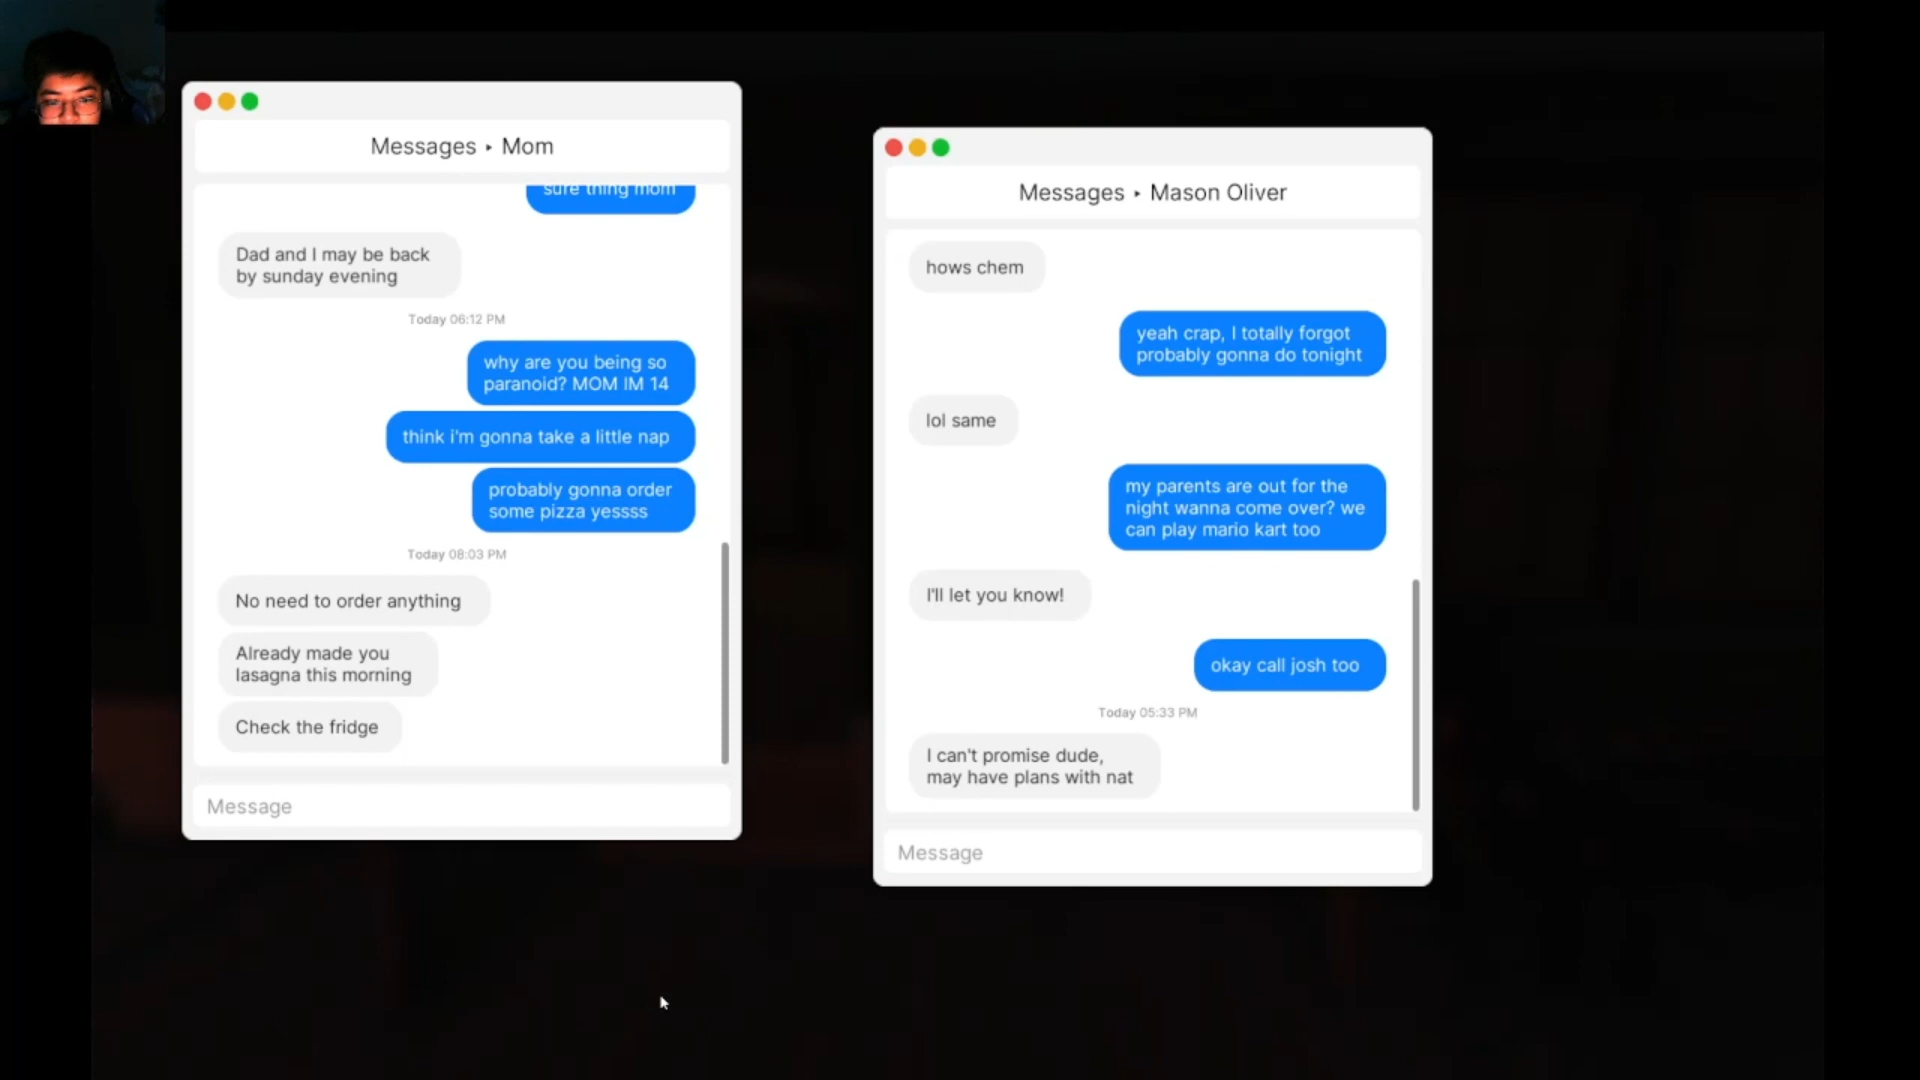 Messages ‣ Mom
sure thing mom
Dad and I may be back
by sunday evening
Today 06:12 PM
why are you being so
paranoid? MOM IM 14
think i'm gonna take a little nap
probably gonna order
some pizza yessss
Today 08:03 PM
No need to order anything
Already made you
lasagna this morning
Check the fridge
Message
Messages ‣ Mason Oliver
hows chem
yeah crap, I totally forgot
probably gonna do tonight
lol same
my parents are out for the
night wanna come over? we
can play mario kart too
I'll let you know!
okay call josh too
Today 05:33 PM
I can't promise dude,
may have plans with nat
Message